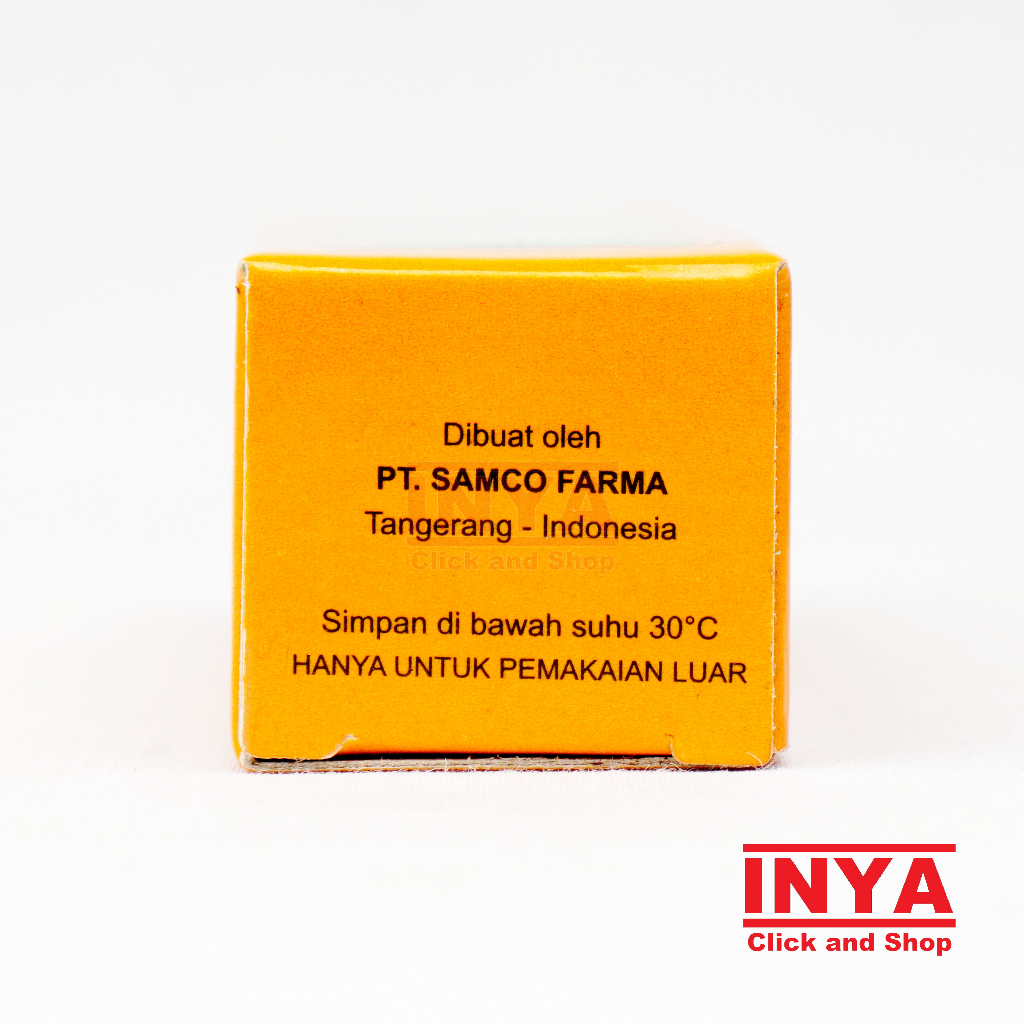 Dibuat oleh
PT. SAMCO FARMA
Tangerang - Indonesia
INYA
Click and Shop
Simpan di bawah suhu 30°C
HANYA UNTUK PEMAKAIAN LUAR
INYA
Click and Shop